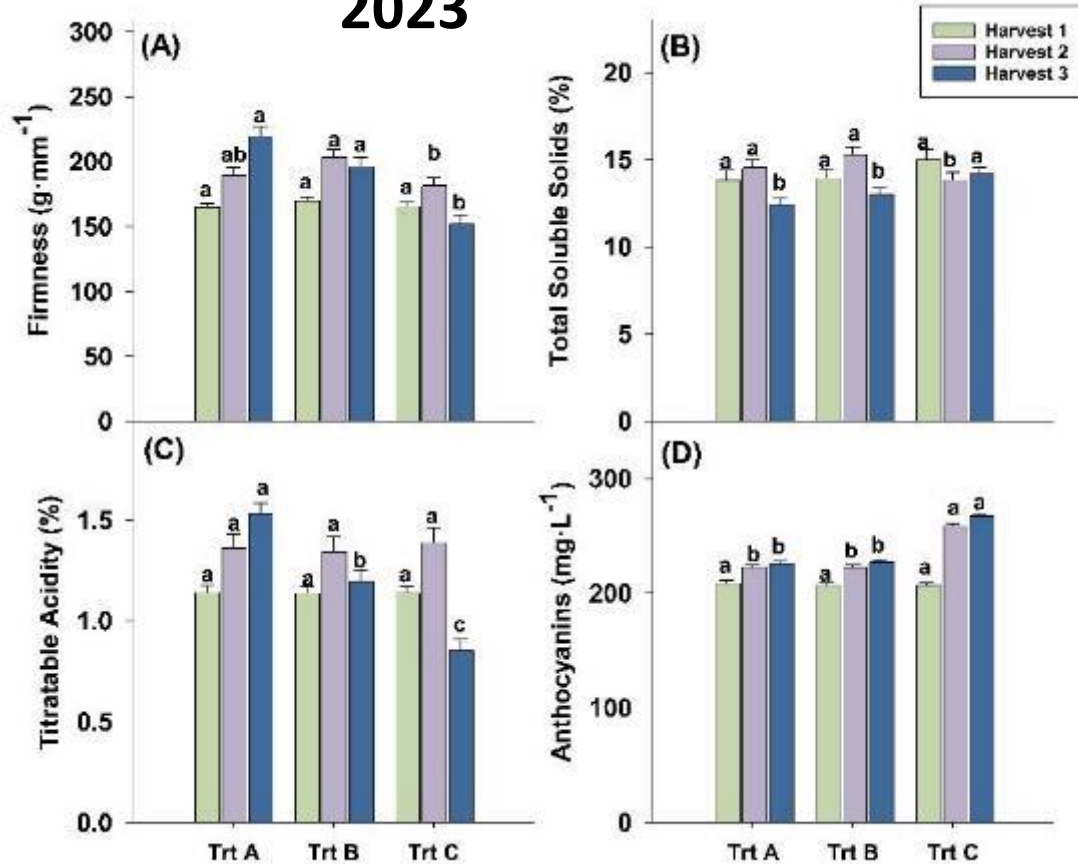 2023
Harvest 1
Harvest 2
Harvest 3
(A)
Firmness (g·mm⁻¹)
300
250
200
150
100
50
0
a ab a
a a a
a b b
(B)
Total Soluble Solids (%)
20
15
10
5
0
a a b
a a b
a b a
(C)
Titratable Acidity (%)
1.5
1.0
0.5
0.0
a a a
a a b
a a c
Trt A Trt B Trt C
(D)
Anthocyanins (mg·L⁻¹)
300
200
100
0
a b b
a b b
a a a
Trt A Trt B Trt C